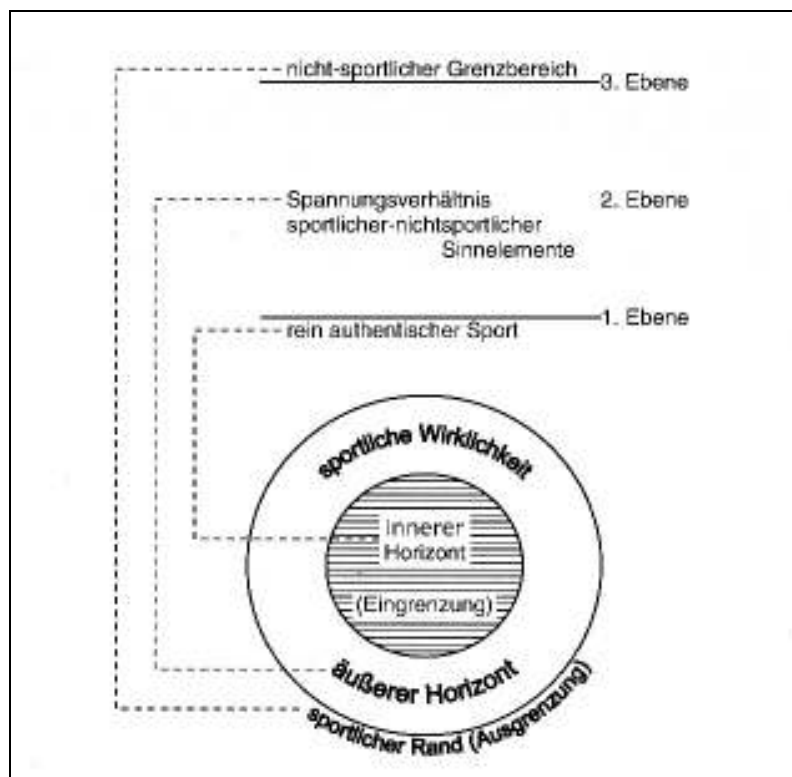 nicht-sportlicher Grenzbereich
3. Ebene
Spannungsverhältnis
2. Ebene
sportlicher-nichtsportlicher
Sinnelemente
1. Ebene
rein authentischer Sport
sportliche Wirklichkeit
innerer
Horizont
(Eingrenzung)
äußerer Horizont
sportlicher Rand (Ausgrenzung)